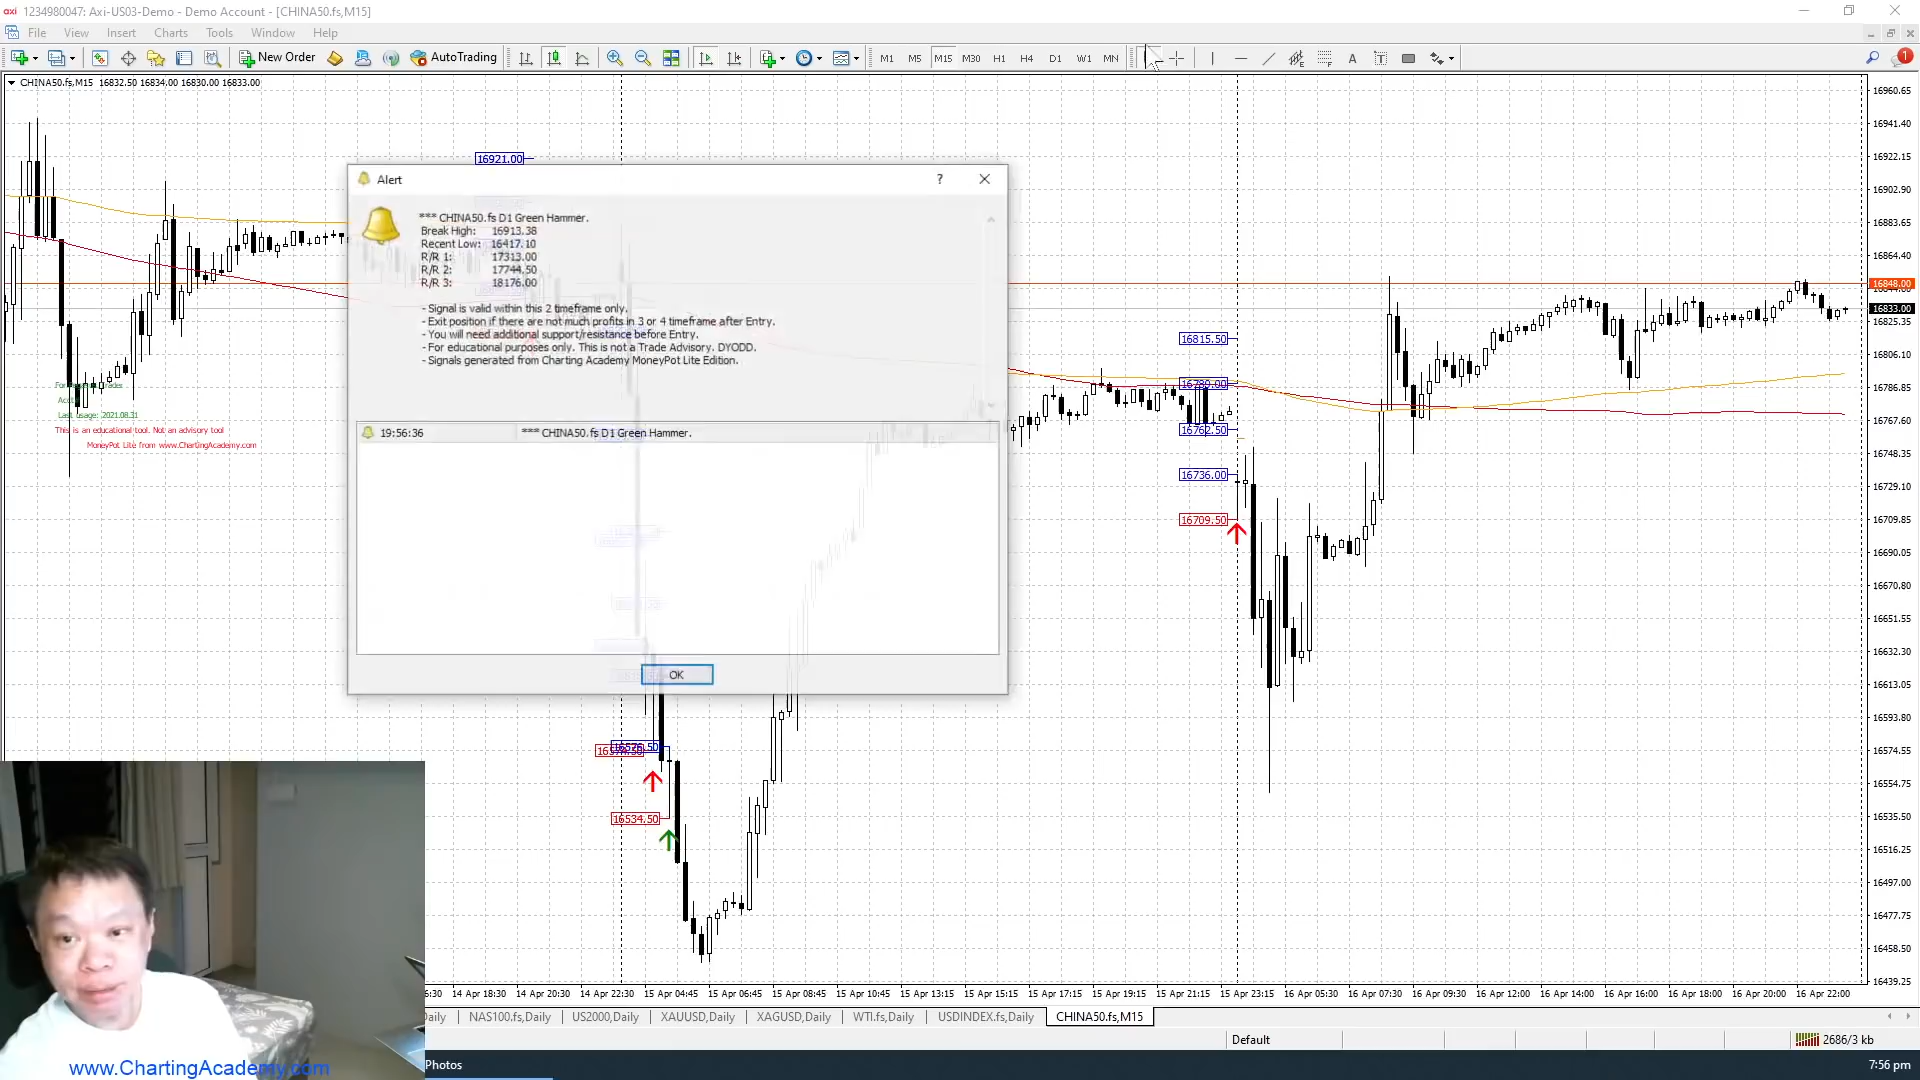 axi 1234980047: Axi-US03-Demo - Demo Account - [CHINA50.fs,M15]
File View Insert Charts Tools Window Help
New Order AutoTrading M1 M5 M15 M30 H1 H4 D1 W1 MN A T 1
CHINA50.fs,M15 16832.50 16834.00 16830.00 16833.00
16921.00
Alert ?
*** CHINA50.fs D1 Green Hammer.
Break High: 16913.38
Recent Low: 16417.10
R/R 1: 17313.00
R/R 2: 17744.50
R/R 3: 18176.00
- Signal is valid within this 2 timeframe only.
- Exit position if there are not much profits in 3 or 4 timeframe after Entry.
- You will need additional support/resistance before Entry.
- For educational purposes only. This is not a Trade Advisory. DYODD.
- Signals generated from Charting Academy MoneyPot Lite Edition.
19:56:36 *** CHINA50.fs D1 Green Hammer.
OK
Last usage: 2021.08.31
This is an educational tool. Not an advisory tool
MoneyPot Lite from www.ChartingAcademy.com
16815.50
16789.00
16762.50
16736.00
16709.50
16534.50
16960.65
16941.40
16922.15
16902.90
16883.65
16864.40
16848.00
16833.00
16825.35
16806.10
16786.85
16767.60
16748.35
16729.10
16709.85
16690.05
16670.80
16651.55
16632.30
16613.05
16593.80
16574.55
16554.75
16535.50
16516.25
16497.00
16477.75
16458.50
16439.25
14 Apr 18:30 14 Apr 20:30 14 Apr 22:30 15 Apr 04:45 15 Apr 06:45 15 Apr 08:45 15 Apr 10:45 15 Apr 13:15 15 Apr 15:15 15 Apr 17:15 15 Apr 19:15 15 Apr 21:15 15 Apr 23:15 16 Apr 05:30 16 Apr 07:30 16 Apr 09:30 16 Apr 12:00 16 Apr 14:00 16 Apr 16:00 16 Apr 18:00 16 Apr 20:00 16 Apr 22:00
NAS100.fs,Daily US2000,Daily XAUUSD,Daily XAGUSD,Daily WTI.fs,Daily USDINDEX.fs,Daily CHINA50.fs,M15
Default 2686/3 kb
www.ChartingAcademy.com Photos 7:56 pm